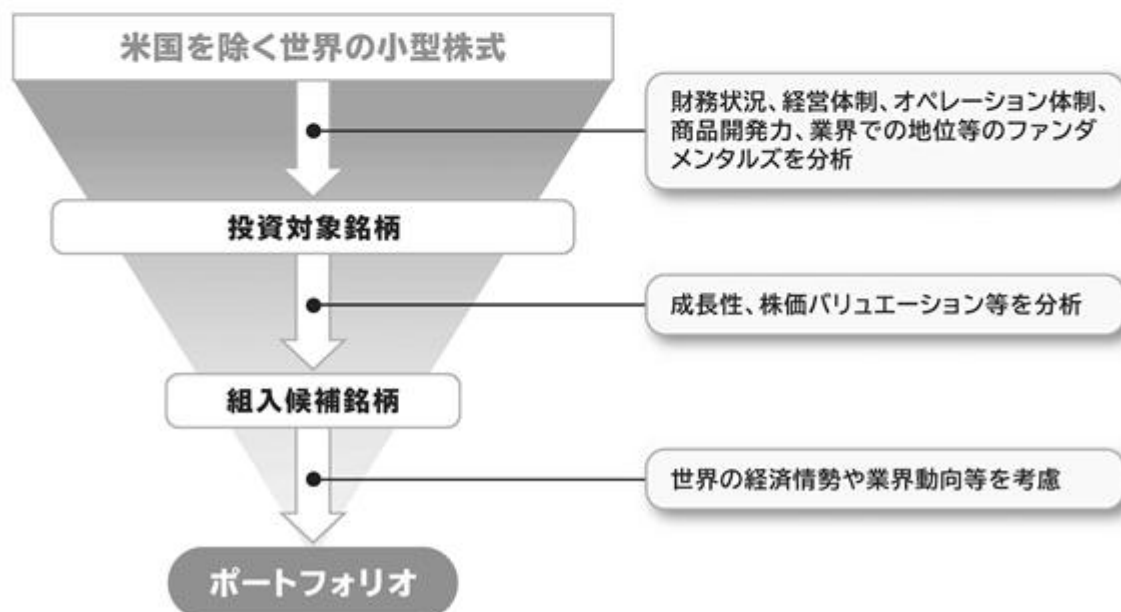 米国を除く世界の小型株式
財務状況、経営体制、オペレーション体制、
商品開発力、業界での地位等のファンダ
メンタルズを分析
投資対象銘柄
成長性、株価バリュエーション等を分析
組入候補銘柄
世界の経済情勢や業界動向等を考慮
ポートフォリオ